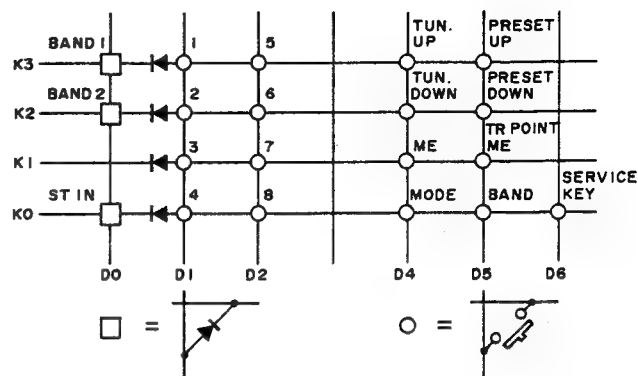 TUN. UP
PRESET UP
BAND 1
1
5
K3
TUN. DOWN
PRESET DOWN
BAND 2
2
6
K2
TR POINT ME
3
7
ME
K1
SERVICE KEY
ST IN
4
8
MODE
BAND
K0
D0
D1
D2
D4
D5
D6
=
=